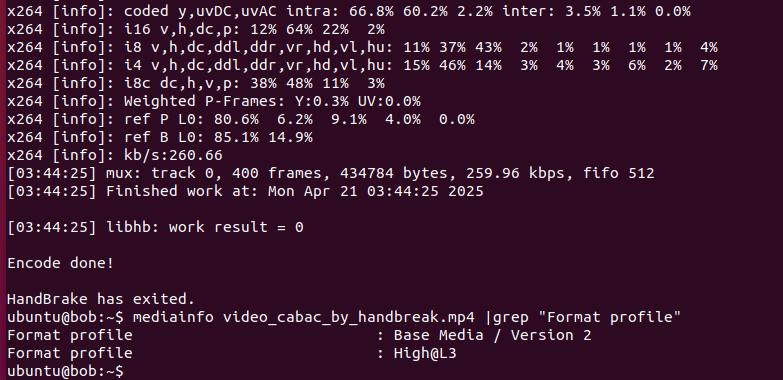 x264 [info]: coded y,uvDC,uvAC intra: 66.8% 60.2% 2.2% inter: 3.5% 1.1% 0.0%
x264 [info]: i16 v,h,dc,p: 12% 64% 22%  2%
x264 [info]: i8 v,h,dc,ddl,ddr,vr,hd,vl,hu: 11% 37% 43%  2%  1%  1%  1%  1%  4%
x264 [info]: i4 v,h,dc,ddl,ddr,vr,hd,vl,hu: 15% 46% 14%  3%  4%  3%  6%  2%  7%
x264 [info]: i8c dc,h,v,p: 38% 48% 11%  3%
x264 [info]: Weighted P-Frames: Y:0.3% UV:0.0%
x264 [info]: ref P L0: 80.6%  6.2%  9.1%  4.0%  0.0%
x264 [info]: ref B L0: 85.1% 14.9%
x264 [info]: kb/s:260.66
[03:44:25] mux: track 0, 400 frames, 434784 bytes, 259.96 kbps, fifo 512
[03:44:25] Finished work at: Mon Apr 21 03:44:25 2025
[03:44:25] libhb: work result = 0
Encode done!
HandBrake has exited.
ubuntu@bob:~$ mediainfo video_cabac_by_handbreak.mp4 |grep "Format profile"
Format profile                           : Base Media / Version 2
Format profile                           : High@L3
ubuntu@bob:~$